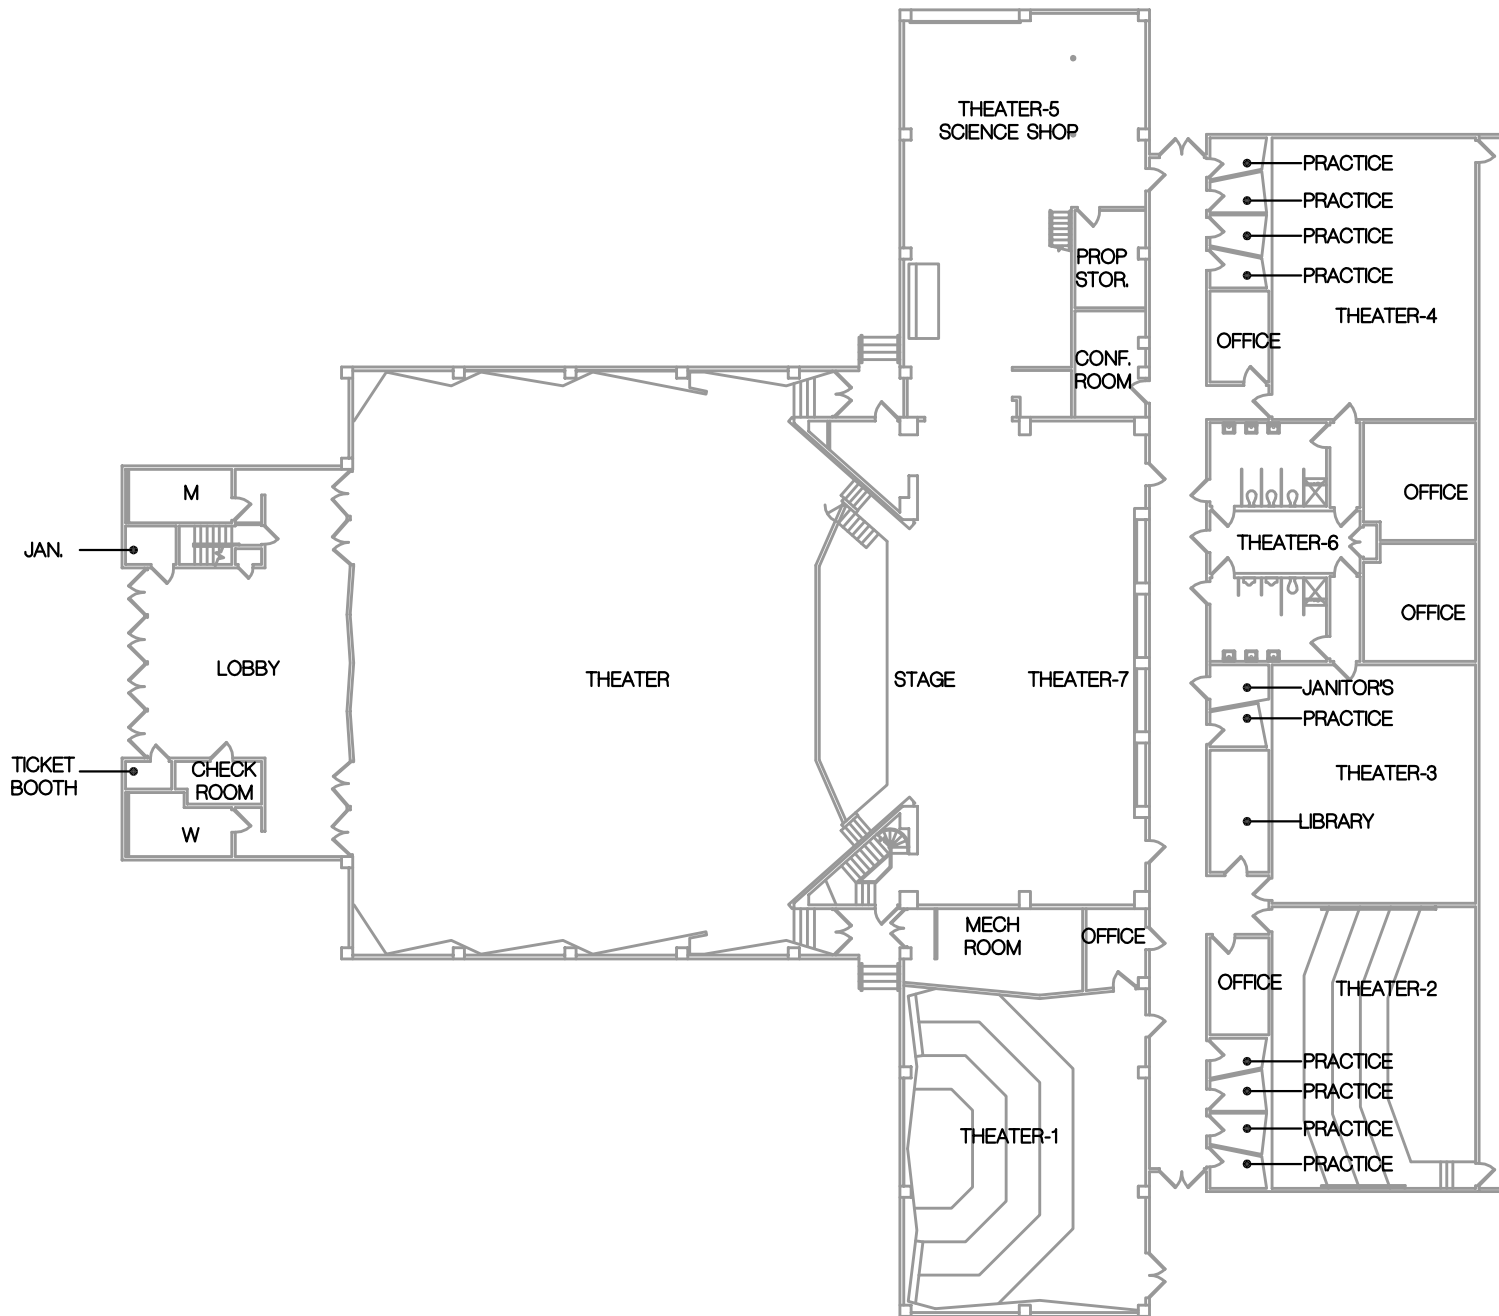 THEATER-5
SCIENCE SHOP
PRACTICE
PRACTICE
PRACTICE
PROP
STOR.
PRACTICE
THEATER-4
OFFICE
CONF.
ROOM
M
OFFICE
JAN.
THEATER-6
OFFICE
LOBBY
THEATER
STAGE
THEATER-7
JANITOR'S
PRACTICE
TICKET
BOOTH
CHECK
ROOM
THEATER-3
W
LIBRARY
MECH
ROOM
OFFICE
OFFICE
THEATER-2
PRACTICE
PRACTICE
PRACTICE
THEATER-1
PRACTICE